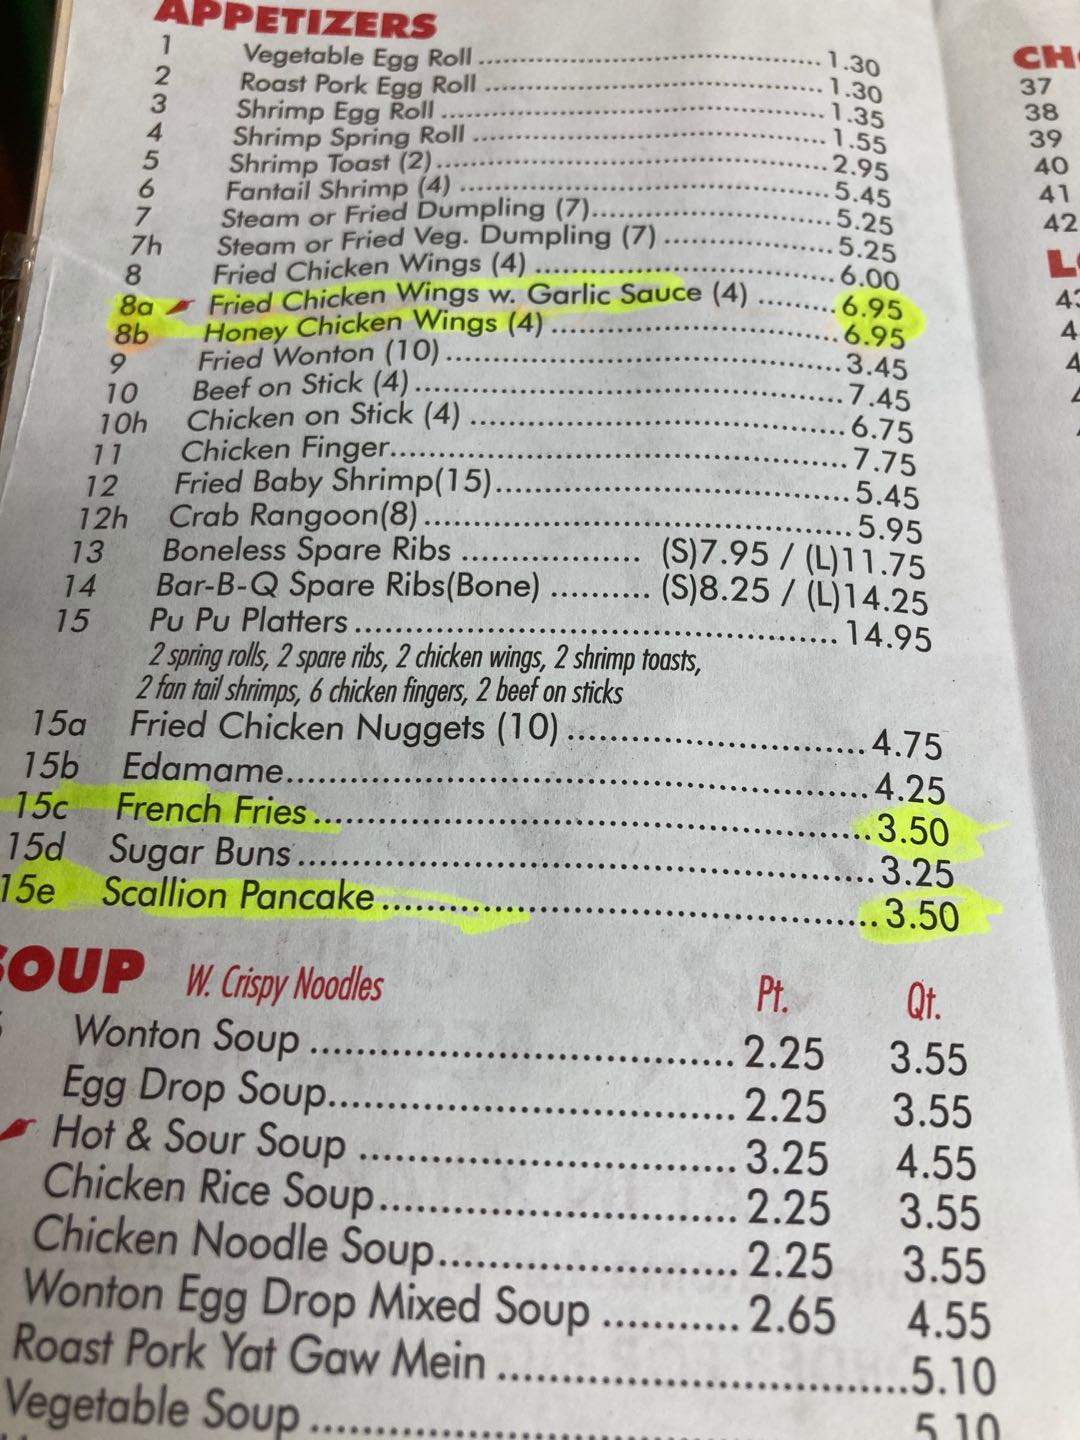 APPETIZERS
1 Vegetable Egg Roll 1.30
2 Roast Pork Egg Roll 1.30
3 Shrimp Egg Roll 1.35
4 Shrimp Spring Roll 1.55
5 Shrimp Toast (2) 2.95
6 Fantail Shrimp (4) 5.45
7 Steam or Fried Dumpling (7) 5.25
7h Steam or Fried Veg. Dumpling (7) 5.25
8 Fried Chicken Wings (4) 6.00
8a Fried Chicken Wings w. Garlic Sauce (4) 6.95
8b Honey Chicken Wings (4) 6.95
9 Fried Wonton (10) 3.45
10 Beef on Stick (4) 7.45
10h Chicken on Stick (4) 6.75
11 Chicken Finger 7.75
12 Fried Baby Shrimp(15) 5.45
12h Crab Rangoon(8) 5.95
13 Boneless Spare Ribs (S)7.95 / (L)11.75
14 Bar-B-Q Spare Ribs(Bone) (S)8.25 / (L)14.25
15 Pu Pu Platters 14.95
2 spring rolls, 2 spare ribs, 2 chicken wings, 2 shrimp toasts,
2 fan tail shrimps, 6 chicken fingers, 2 beef on sticks
15a Fried Chicken Nuggets (10) 4.75
15b Edamame 4.25
15c French Fries 3.50
15d Sugar Buns 3.25
15e Scallion Pancake 3.50
SOUP W. Crispy Noodles Pt. Qt.
Wonton Soup 2.25 3.55
Egg Drop Soup 2.25 3.55
Hot & Sour Soup 3.25 4.55
Chicken Rice Soup 2.25 3.55
Chicken Noodle Soup 2.25 3.55
Wonton Egg Drop Mixed Soup 2.65 4.55
Roast Pork Yat Gaw Mein 5.10
Vegetable Soup 5.10
37
38
39
40
41
42